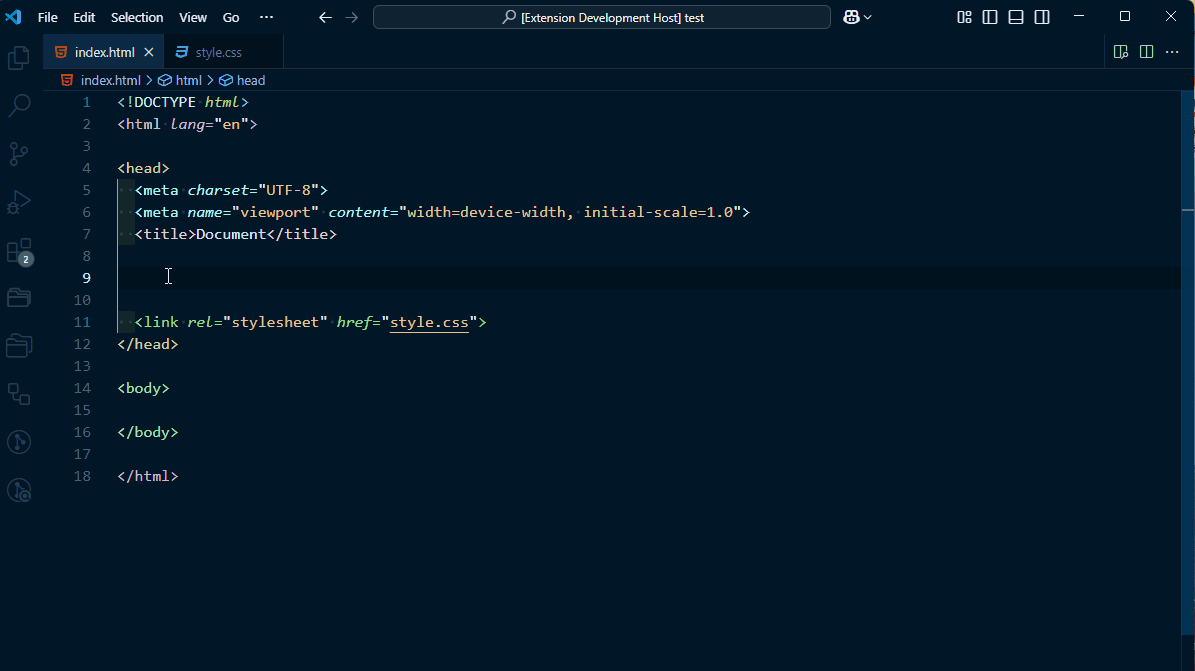 File Edit Selection View Go ··· [Extension Development Host] test
index.html style.css
index.html > html > head
1 <!DOCTYPE html>
2 <html lang="en">
3
4 <head>
5 <meta charset="UTF-8">
6 <meta name="viewport" content="width=device-width, initial-scale=1.0">
7 <title>Document</title>
8
9
10
11 <link rel="stylesheet" href="style.css">
12 </head>
13
14 <body>
15
16 </body>
17
18 </html>
2